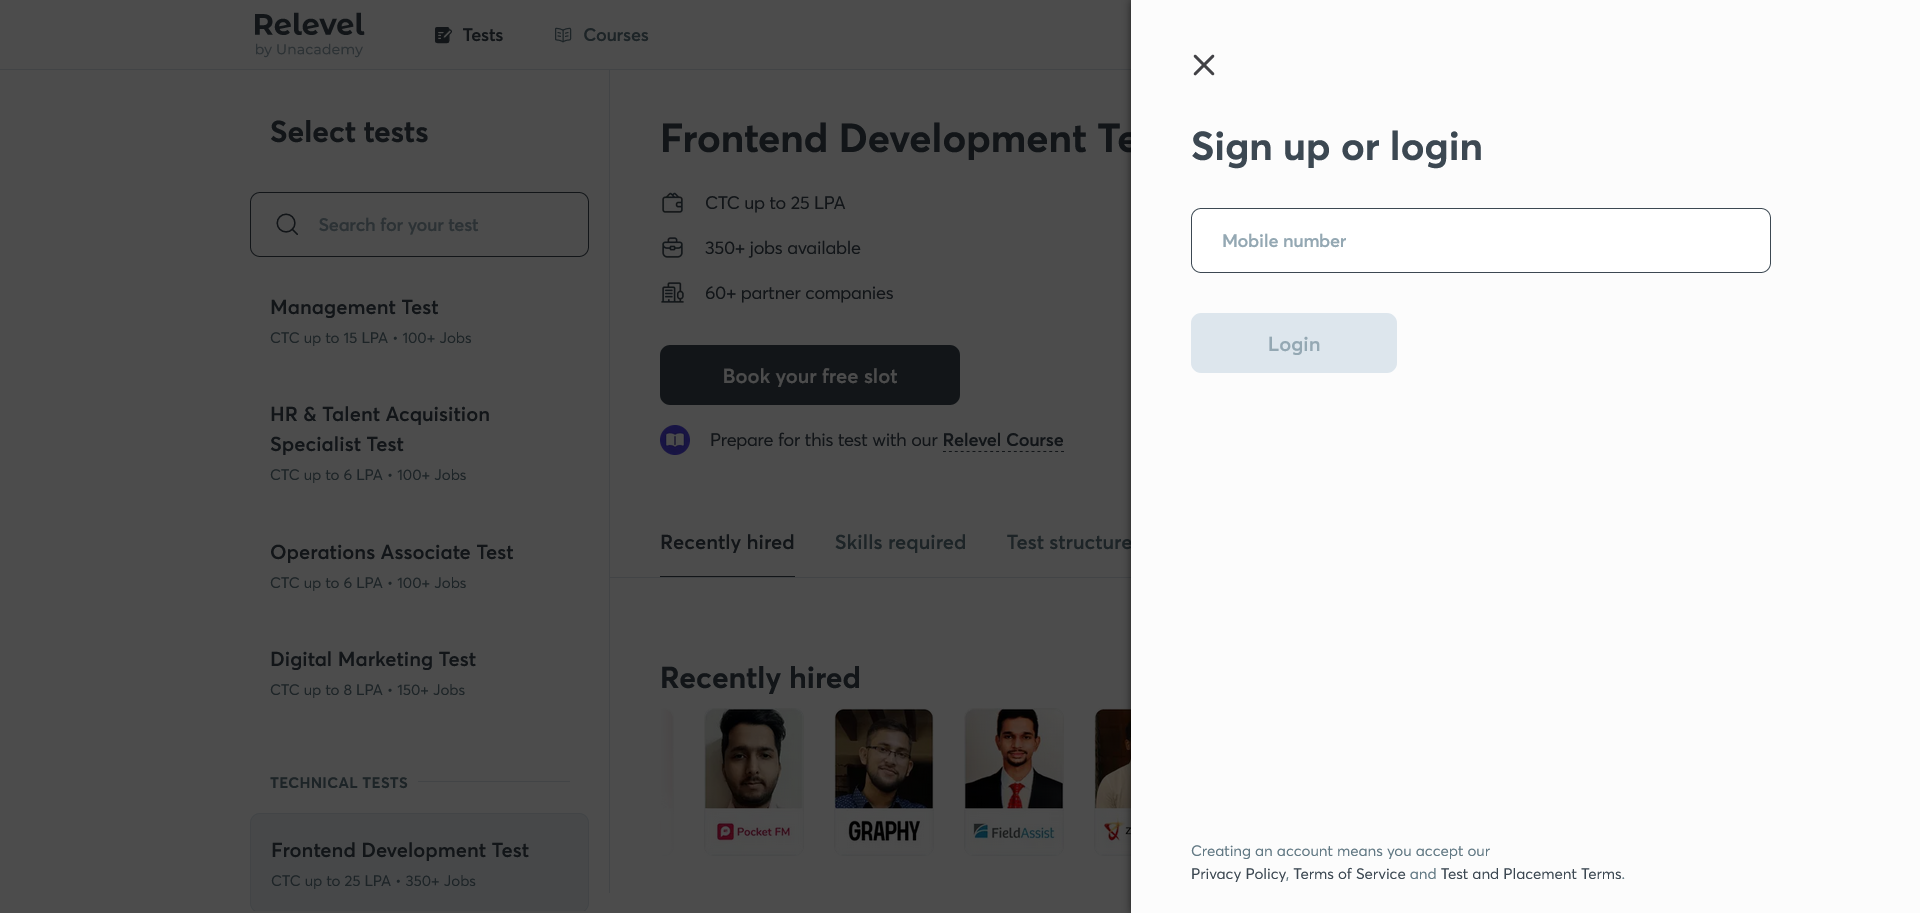 Relevel
by Unacademy
Tests
Courses
Select tests
Search for your test
Management Test
CTC up to 15 LPA • 100+ Jobs
HR & Talent Acquisition
Specialist Test
CTC up to 6 LPA • 100+ Jobs
Operations Associate Test
CTC up to 6 LPA • 100+ Jobs
Digital Marketing Test
CTC up to 8 LPA • 150+ Jobs
TECHNICAL TESTS
Frontend Development Test
CTC up to 25 LPA • 350+ Jobs
Frontend Development Te
CTC up to 25 LPA
350+ jobs available
60+ partner companies
Book your free slot
Prepare for this test with our Relevel Course
Recently hired
Skills required
Test structure
Recently hired
Pocket FM
GRAPHY
FieldAssist
Sign up or login
Mobile number
Login
Creating an account means you accept our
Privacy Policy, Terms of Service and Test and Placement Terms.